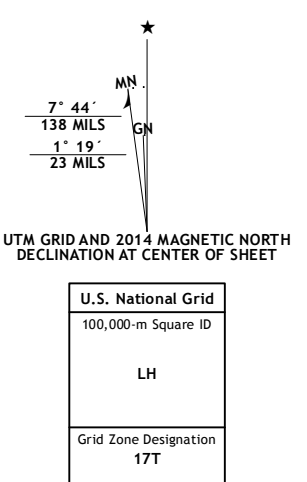 ★
MN
7° 44´
138 MILS
GN
1° 19´
23 MILS
UTM GRID AND 2014 MAGNETIC NORTH
DECLINATION AT CENTER OF SHEET
U.S. National Grid
100,000-m Square ID
LH
Grid Zone Designation
17T